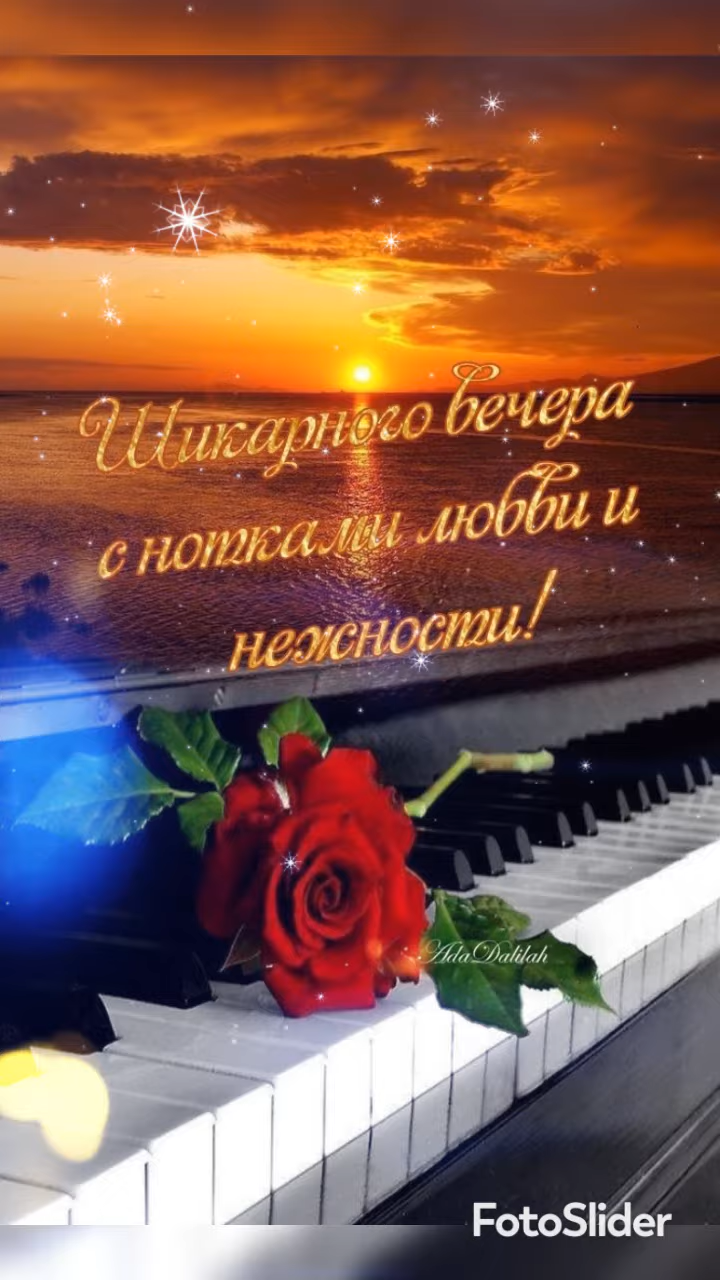 Шикарного вечера
с нотками любви и
нежности!
AdaDalilah
FotoSlider